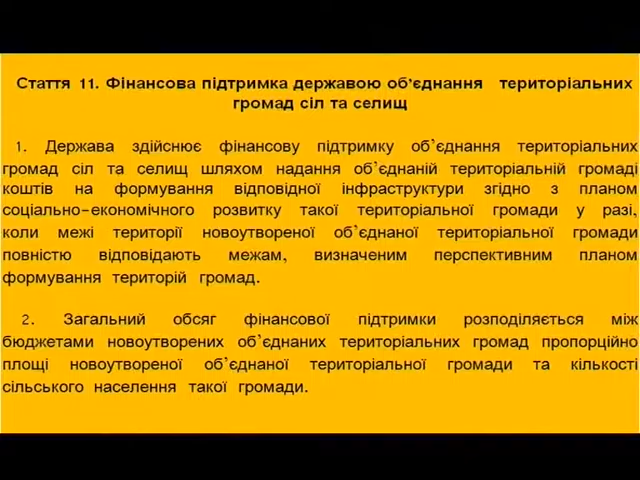 Стаття 11. Фінансова підтримка державою об’єднання територіальних
громад сіл та селищ
1. Держава здійснює фінансову підтримку об’єднання територіальних
громад сіл та селищ шляхом надання об’єднаній територіальній громаді
коштів на формування відповідної інфраструктури згідно з планом
соціально-економічного розвитку такої територіальної громади у разі,
коли межі території новоутвореної об’єднаної територіальної громади
повністю відповідають межам, визначеним перспективним планом
формування територій громад.
2. Загальний обсяг фінансової підтримки розподіляється між
бюджетами новоутворених об’єднаних територіальних громад пропорційно
площі новоутвореної об’єднаної територіальної громади та кількості
сільського населення такої громади.